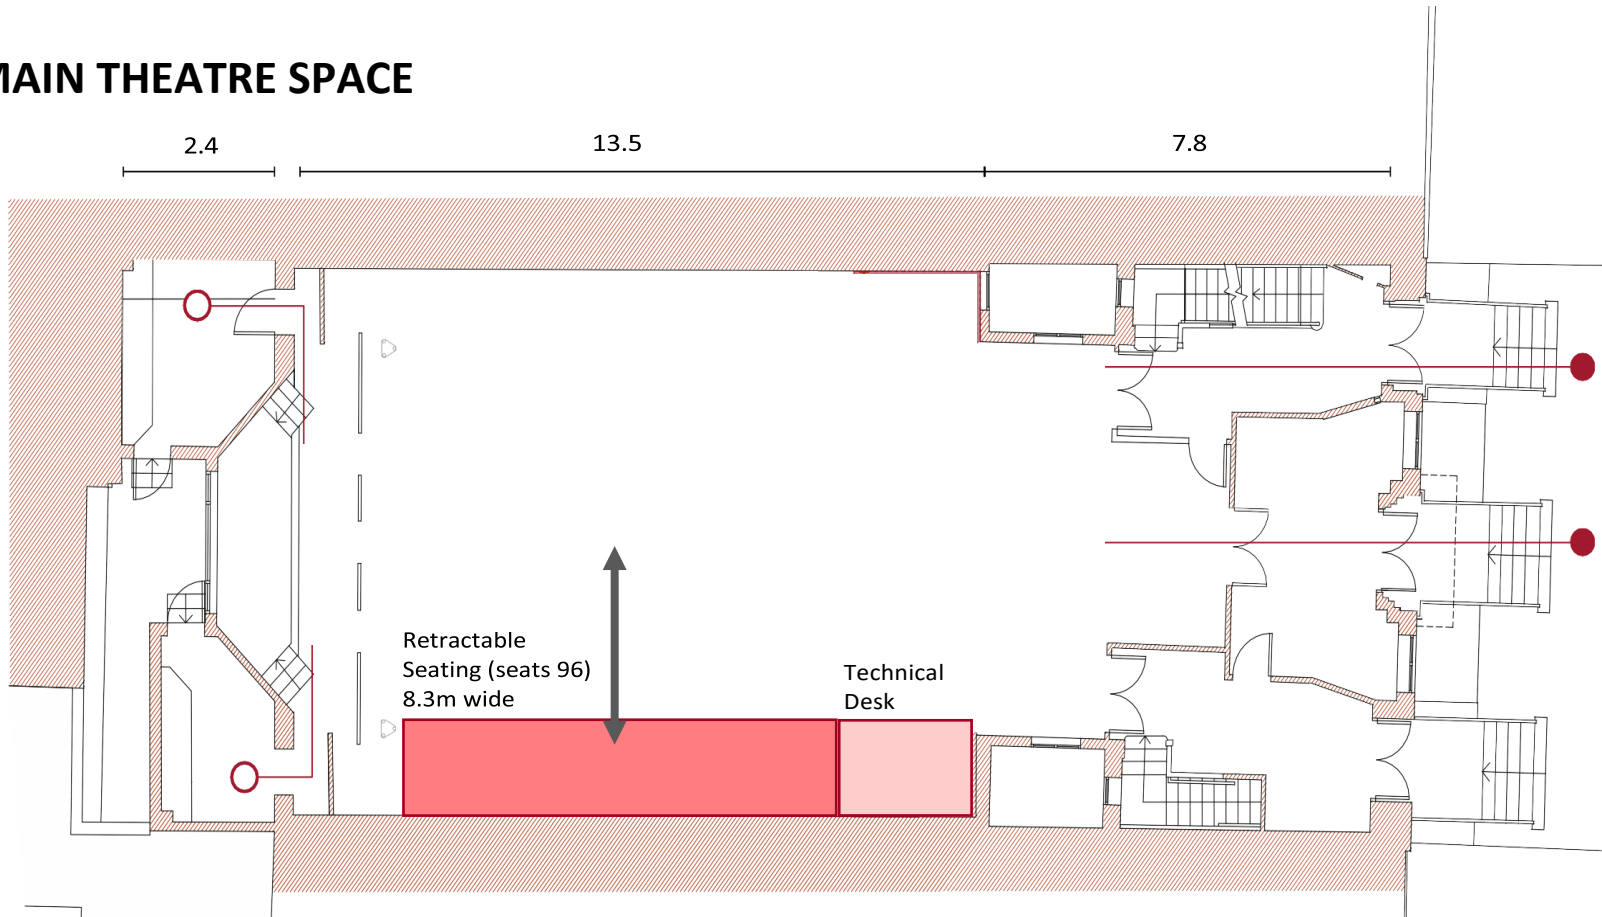 MAIN THEATRE SPACE
2.4
13.5
7.8
Retractable
Seating (seats 96)
8.3m wide
Technical
Desk